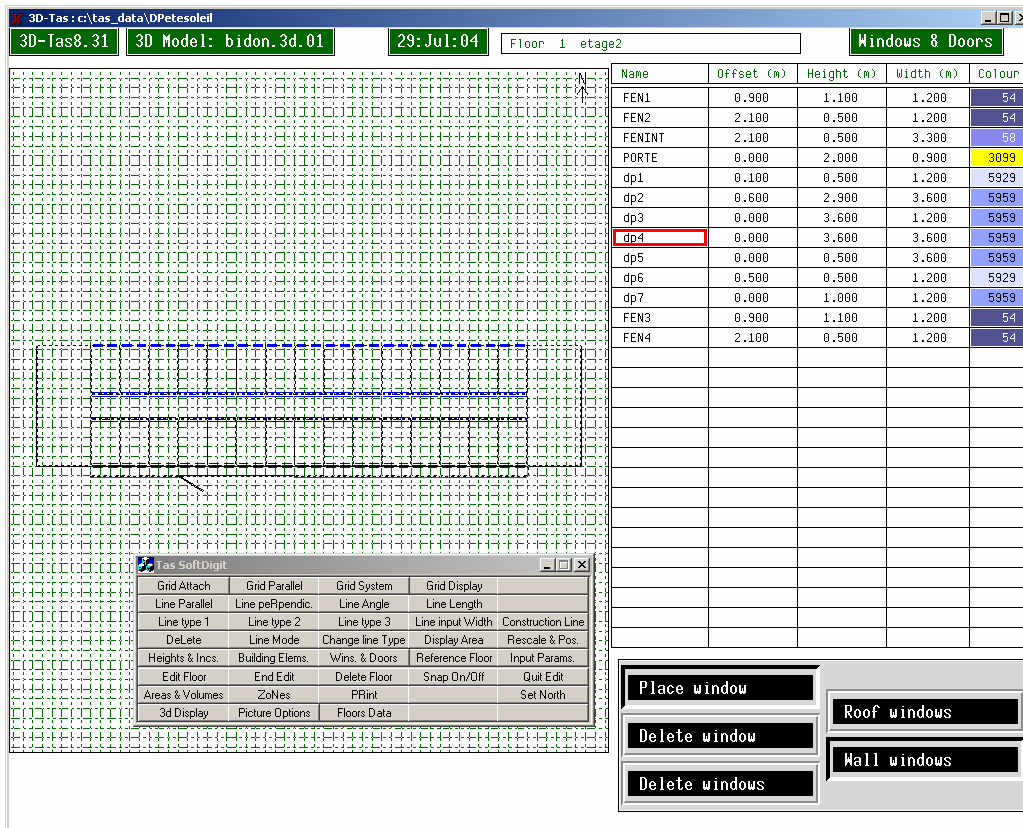 3D-Tas : c:\tas_data\DPetesoleil
3D-Tas8.31 3D Model: bidon.3d.01 29:Jul:04 Floor 1 etage2 Windows & Doors
N
Name Offset (m) Height (m) Width (m) Colour
FEN1 0.900 1.100 1.200 54
FEN2 2.100 0.500 1.200 54
FENINT 2.100 0.500 3.300 58
PORTE 0.000 2.000 0.900 3099
dp1 0.100 0.500 1.200 5929
dp2 0.600 2.900 3.600 5959
dp3 0.000 3.600 1.200 5959
dp4 0.000 3.600 3.600 5959
dp5 0.000 0.500 3.600 5959
dp6 0.500 0.500 1.200 5929
dp7 0.000 1.000 1.200 5959
FEN3 0.900 1.100 1.200 54
FEN4 2.100 0.500 1.200 54
Tas SoftDigit
Grid Attach Grid Parallel Grid System Grid Display
Line Parallel Line peRpendic. Line Angle Line Length
Line type 1 Line type 2 Line type 3 Line input Width Construction Line
DeLete Line Mode Change line Type Display Area Rescale & Pos.
Heights & Incs. Building Elems. Wins. & Doors Reference Floor Input Params.
Edit Floor End Edit Delete Floor Snap On/Off Quit Edit
Areas & Volumes ZoNes PRint Set North
3d Display Picture Options Floors Data
Place window
Delete window
Delete windows
Roof windows
Wall windows